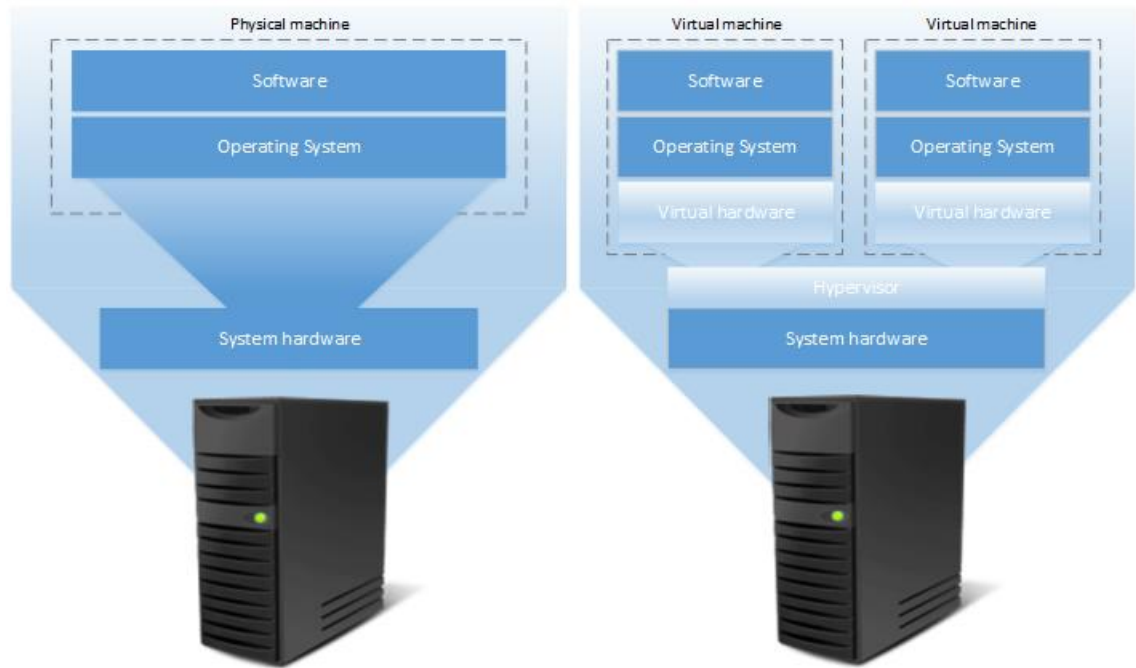 Physical machine
Software
Operating System
System hardware
Virtual machine
Software
Operating System
Virtual hardware
Virtual machine
Software
Operating System
Virtual hardware
Hypervisor
System hardware